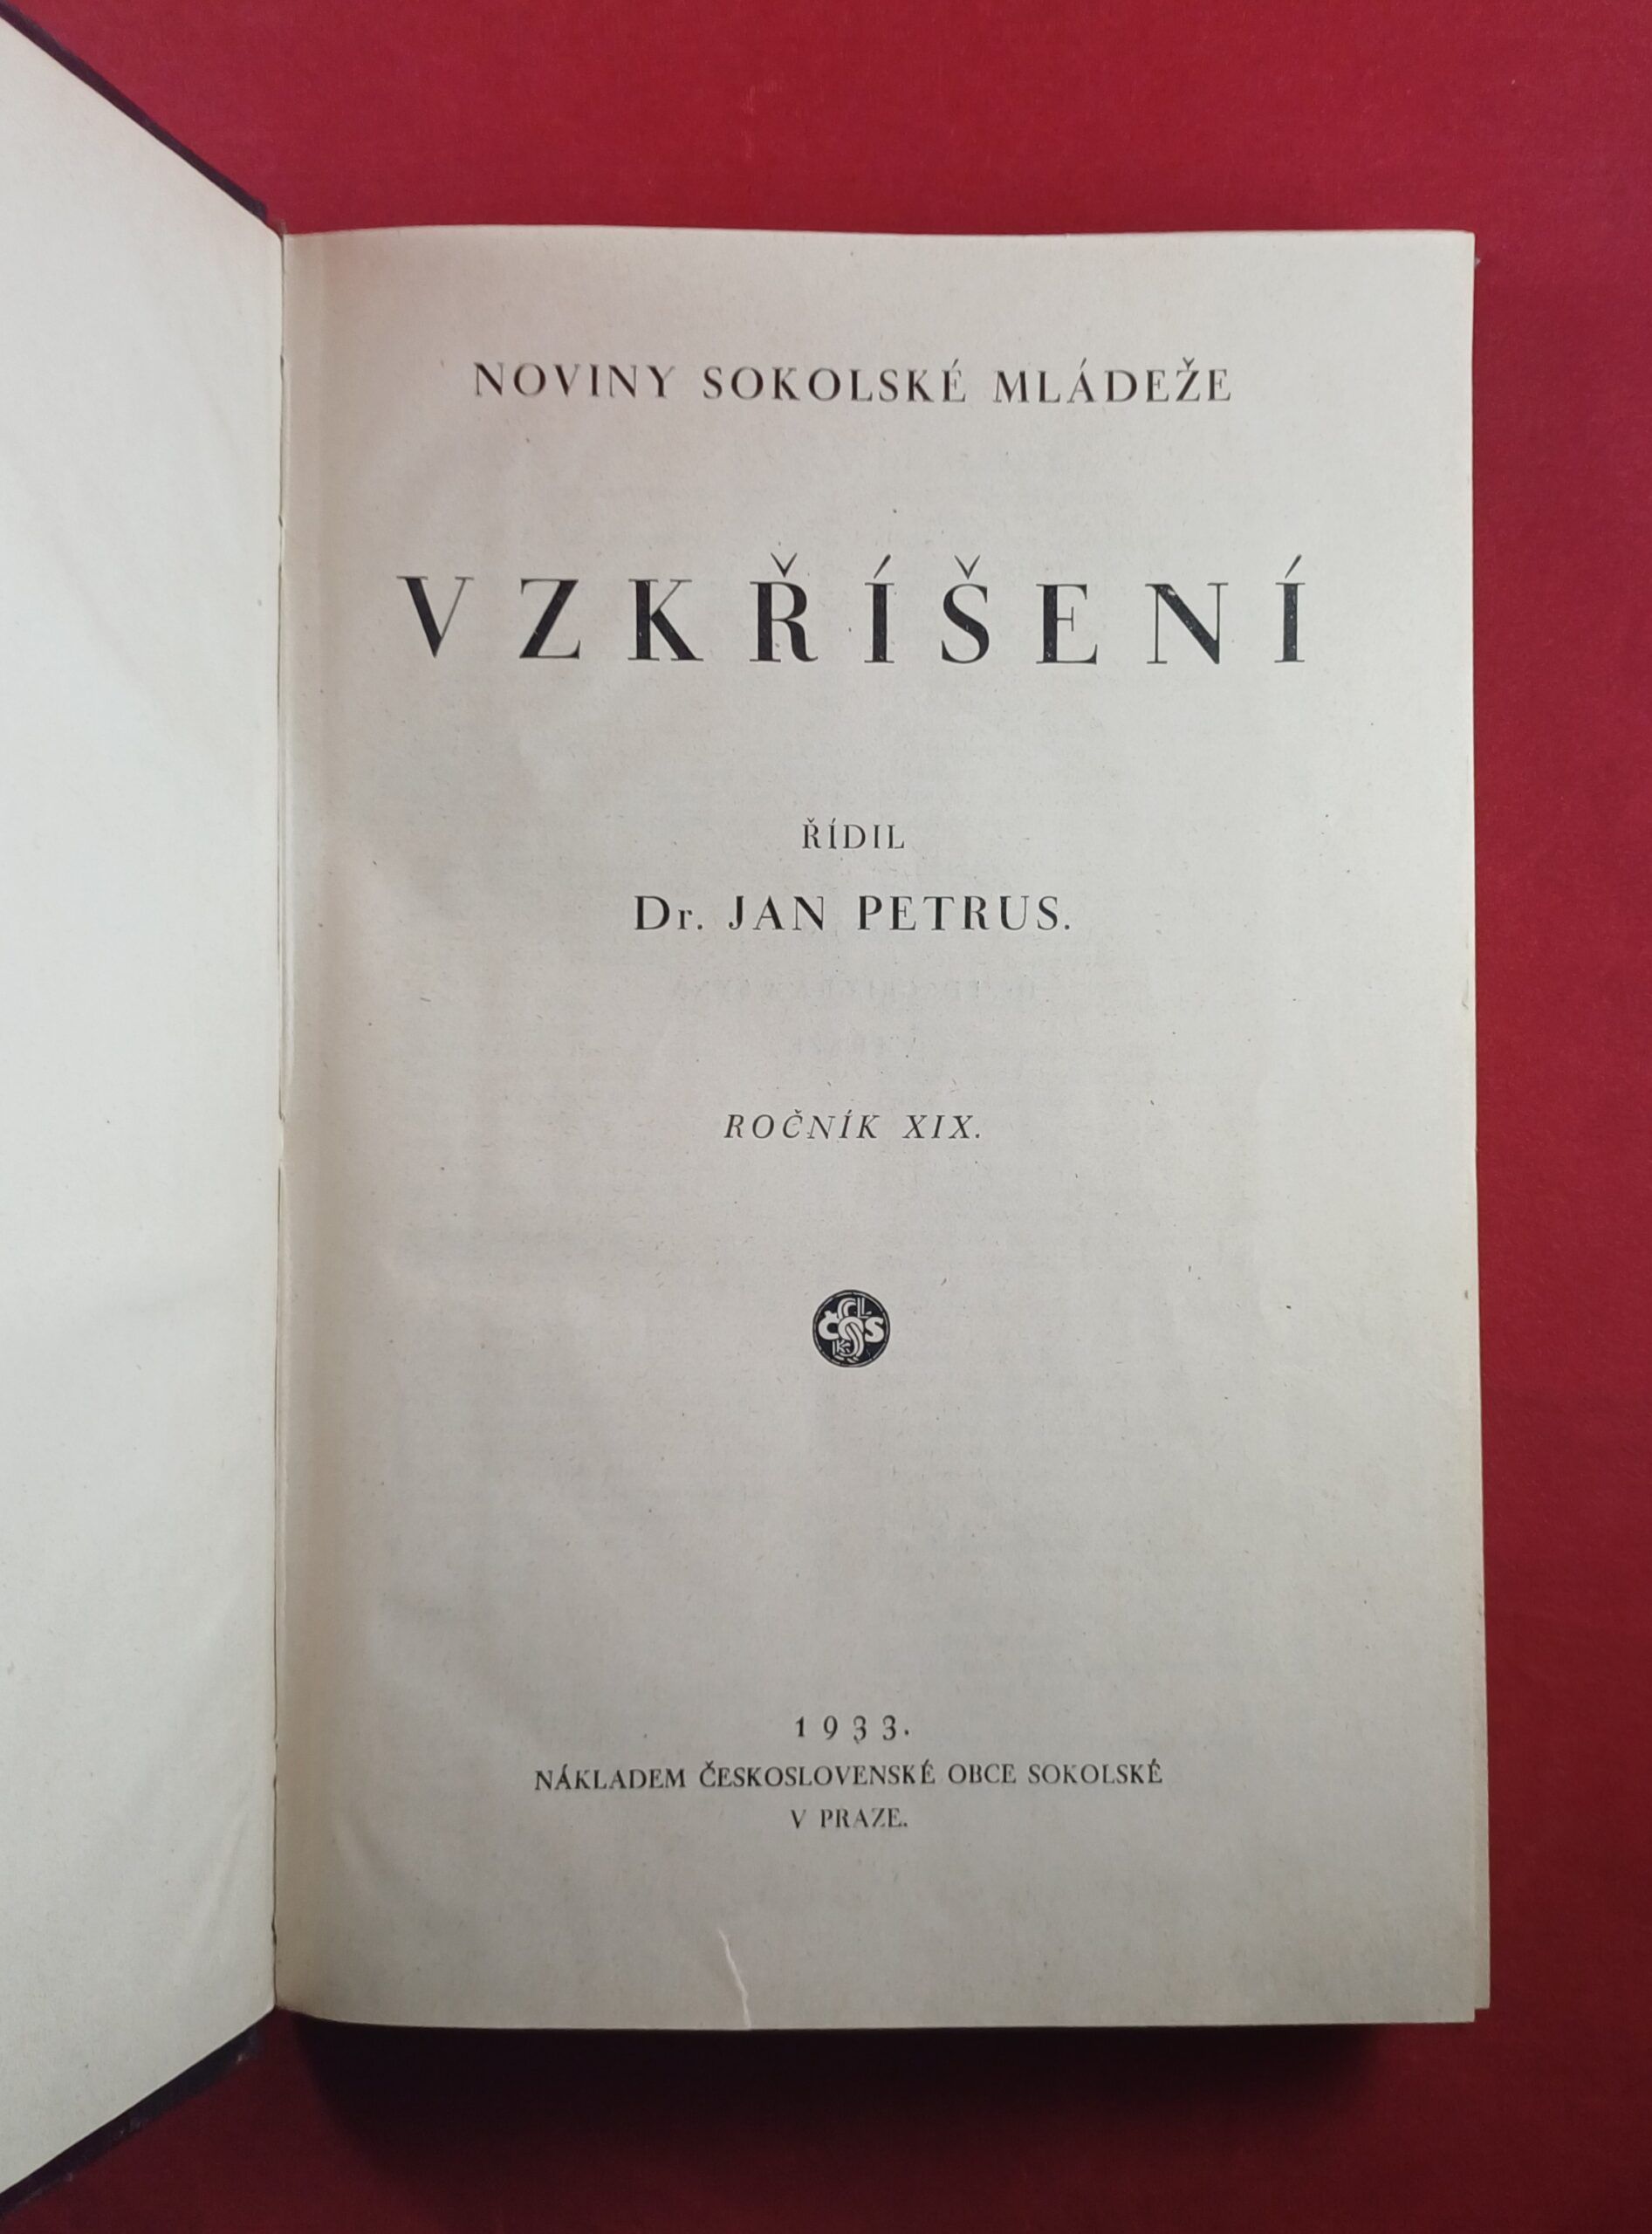 NOVINY SOKOLSKÉ MLÁDEŽE
VZKŘÍŠENÍ
ŘÍDIL
Dr. JAN PETRUS.
ROČNÍK XIX.
1933.
NÁKLADEM ČESKOSLOVENSKÉ OBCE SOKOLSKÉ
V PRAZE.